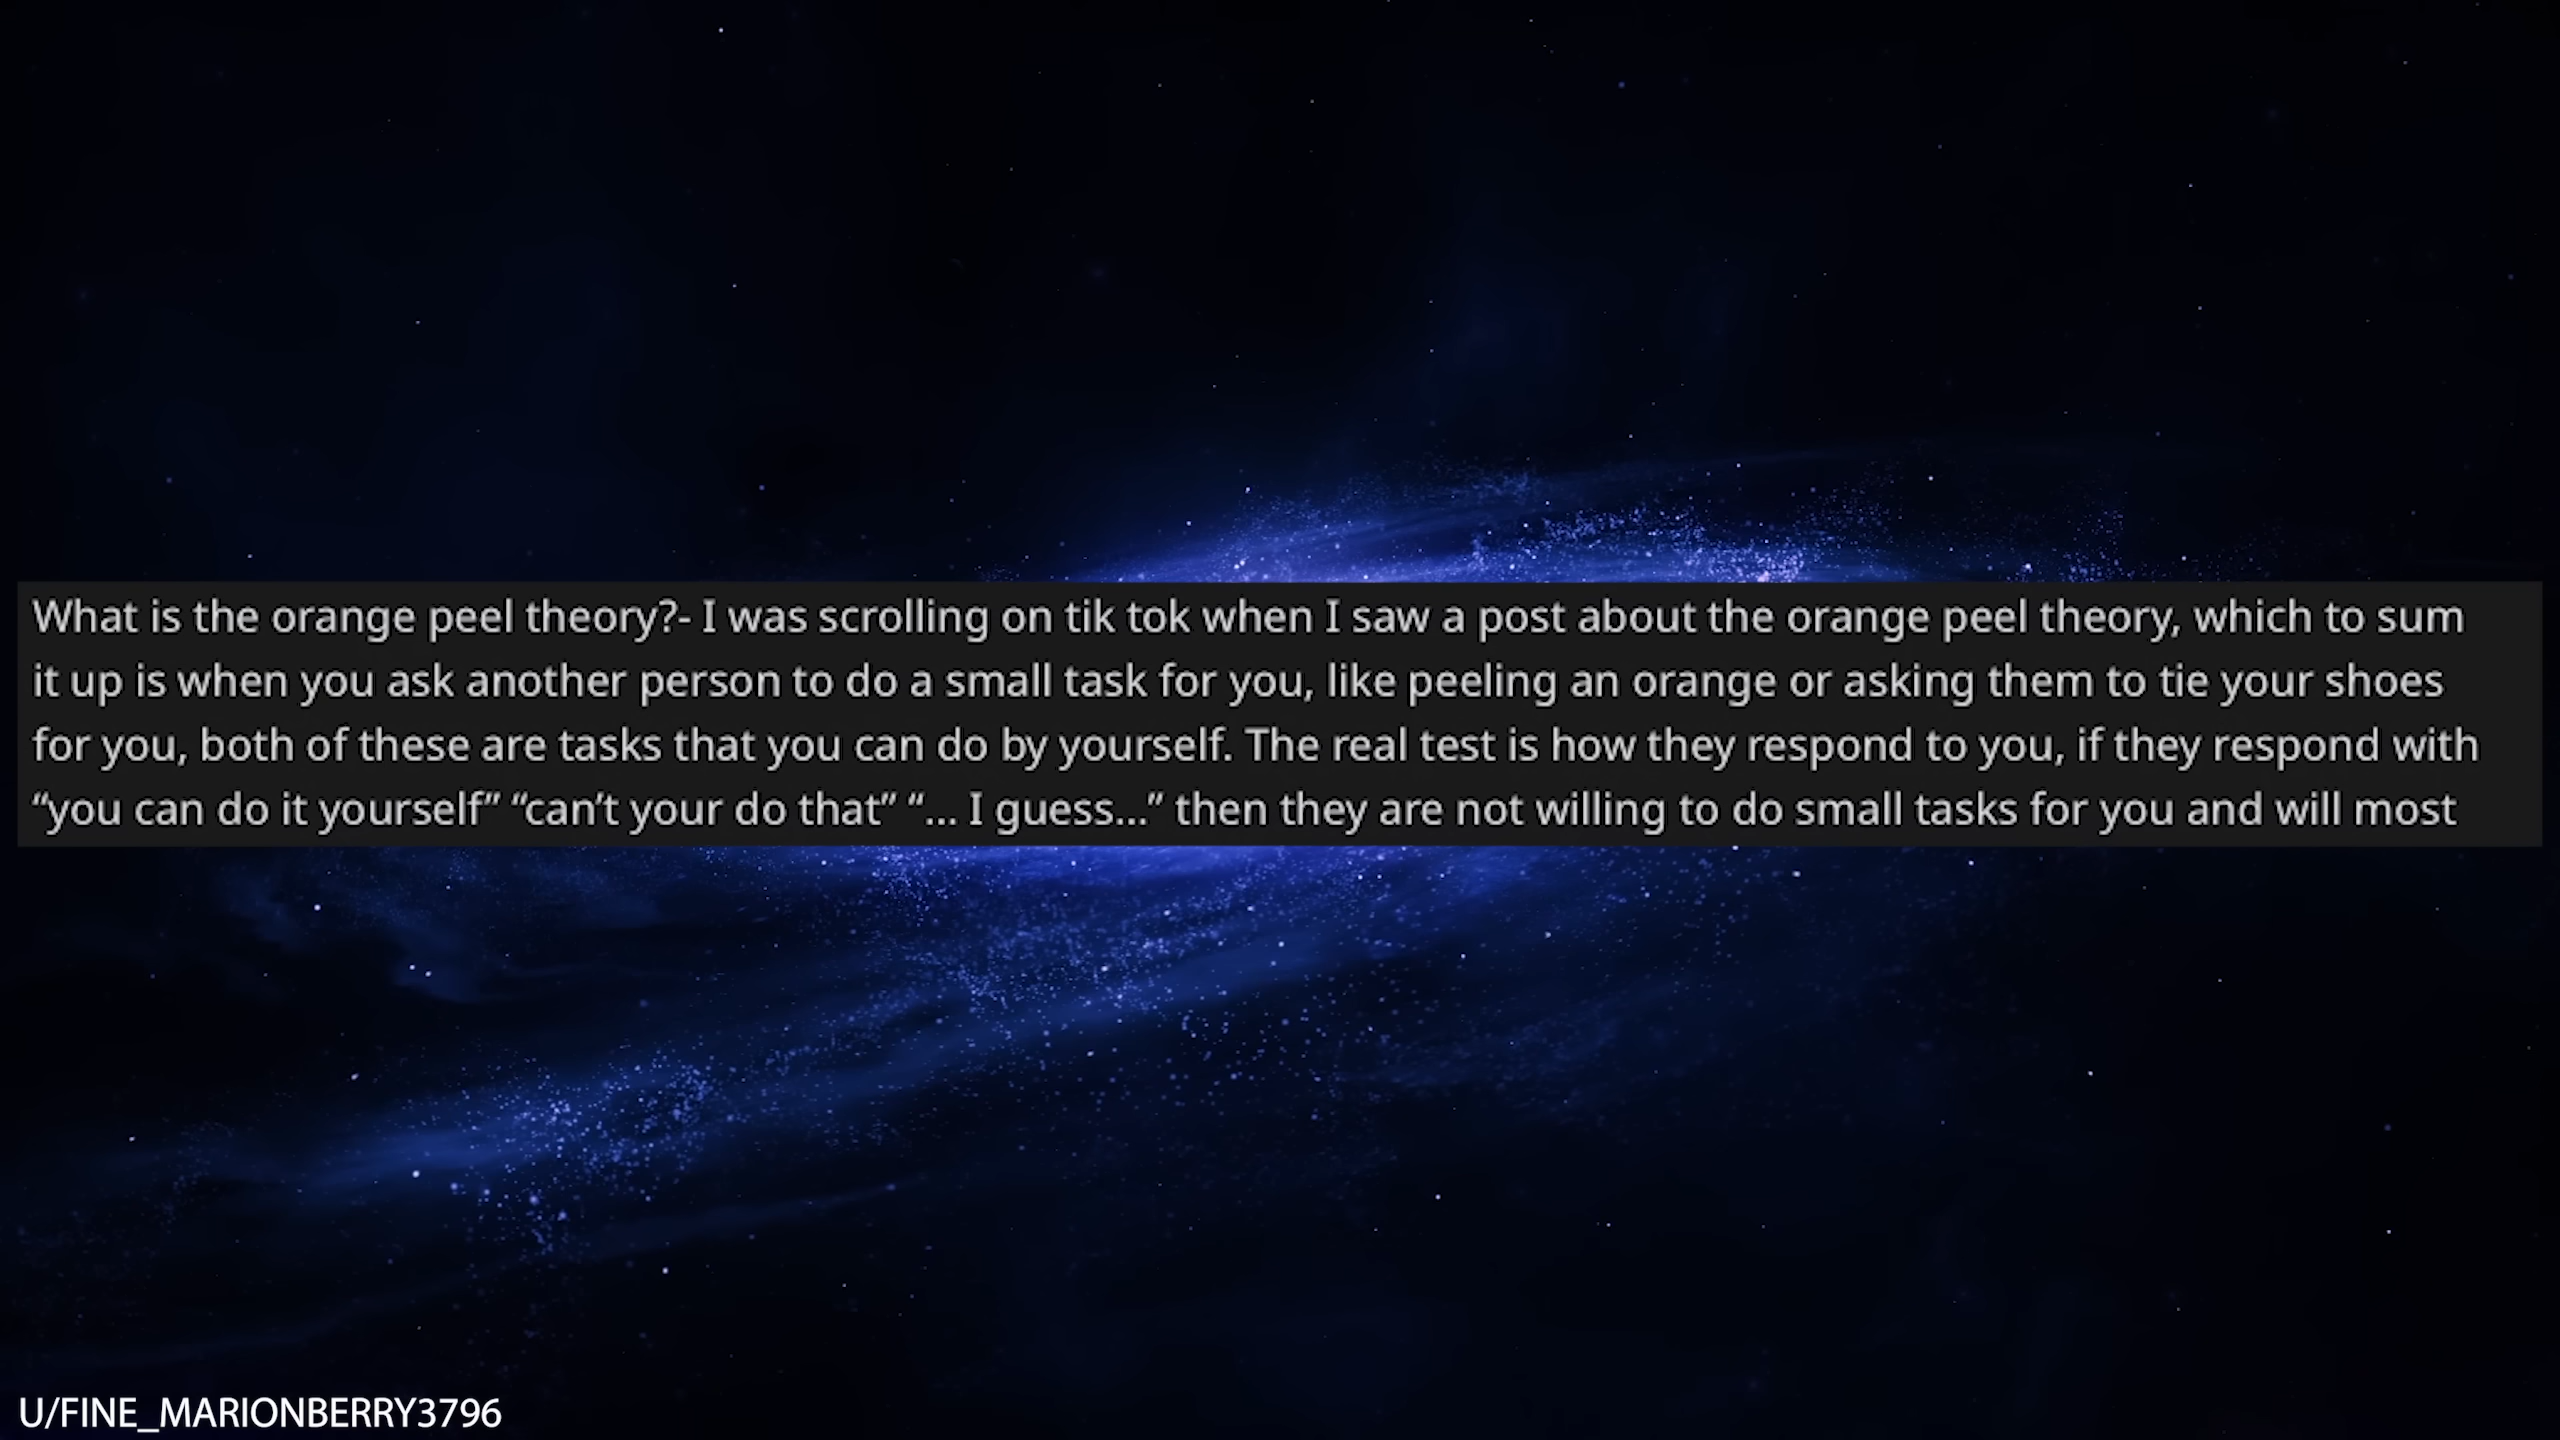 What is the orange peel theory?- I was scrolling on tik tok when I saw a post about the orange peel theory, which to sum
it up is when you ask another person to do a small task for you, like peeling an orange or asking them to tie your shoes
for you, both of these are tasks that you can do by yourself. The real test is how they respond to you, if they respond with
“you can do it yourself” “can’t your do that” “... I guess...” then they are not willing to do small tasks for you and will most
U/FINE_MARIONBERRY3796